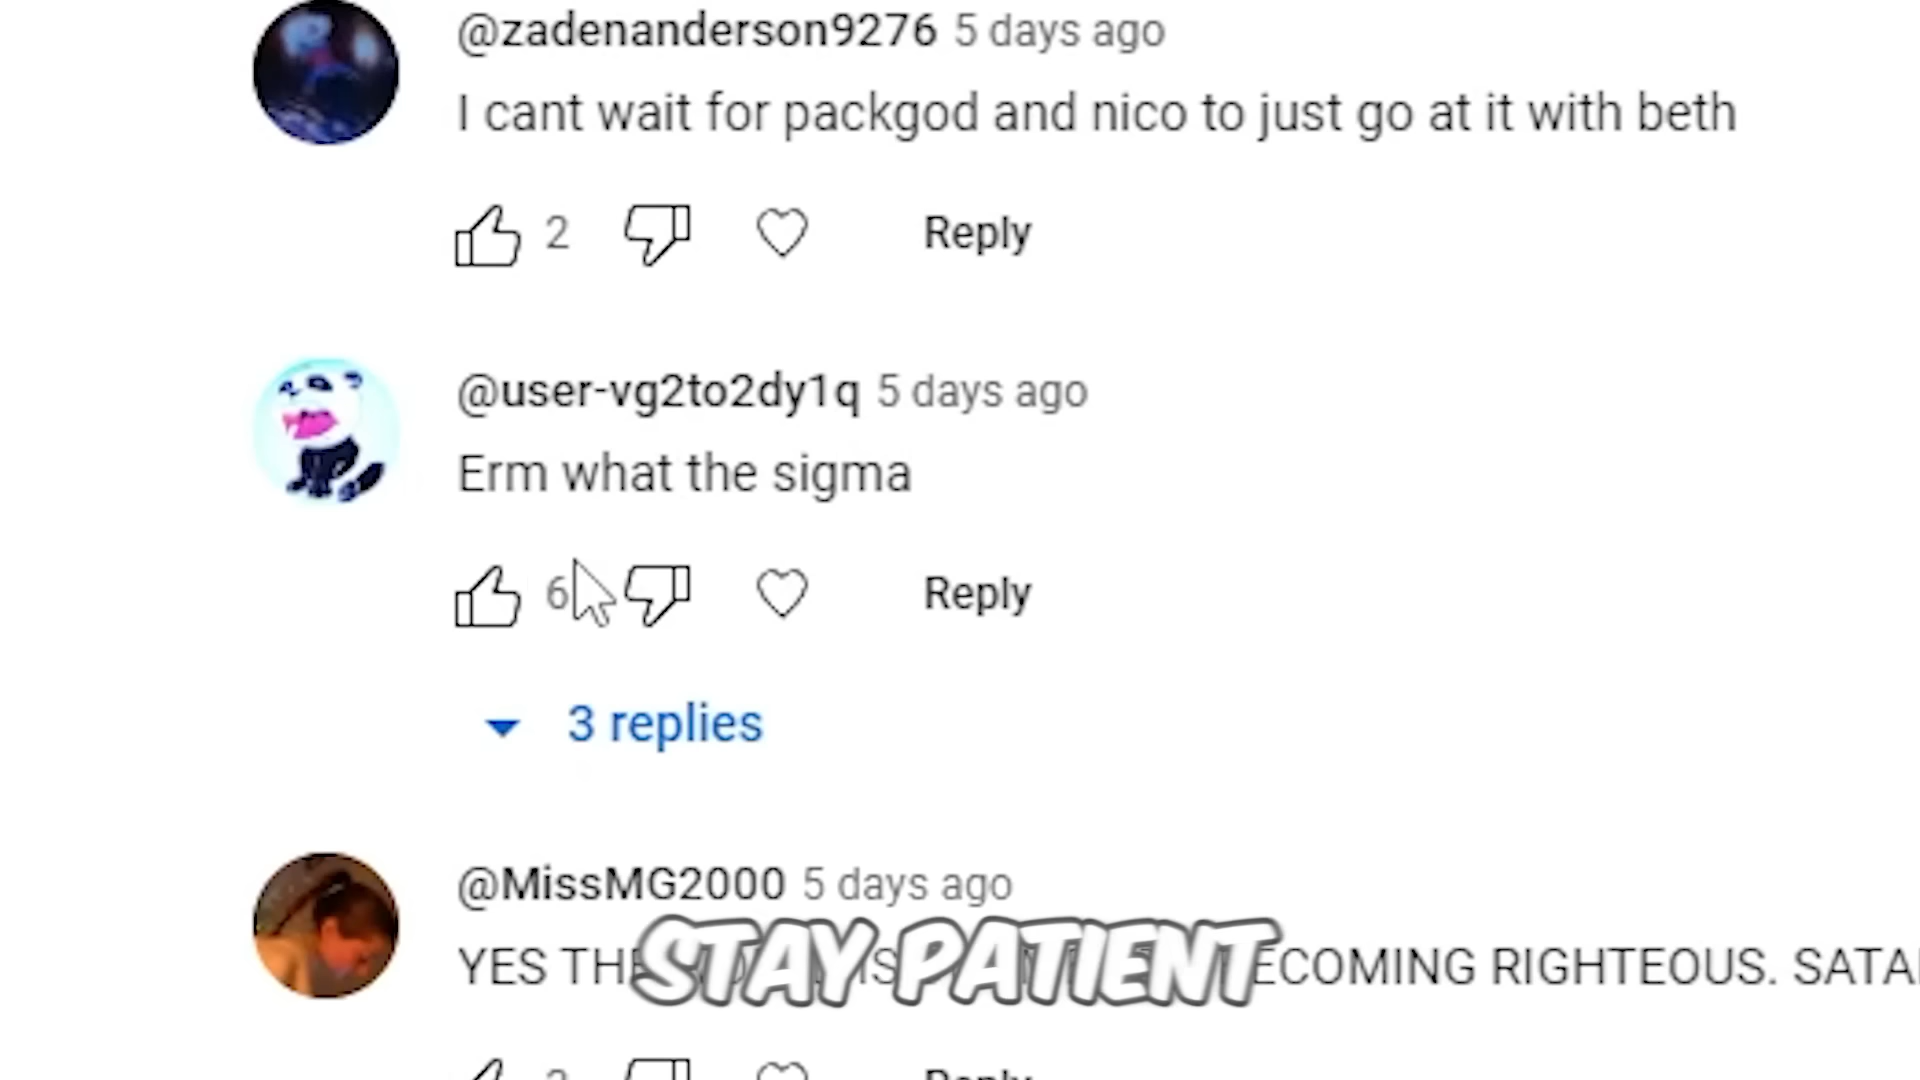 @zadenanderson9276 5 days ago
I cant wait for packgod and nico to just go at it with beth
2 Reply
@user-vg2to2dy1q 5 days ago
Erm what the sigma
6 Reply
3 replies
@MissMG2000 5 days ago
YES ECOMING RIGHTEOUS.
STAY PATIENT
Reply